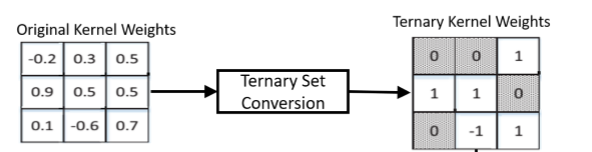 Original Kernel Weights
-0.2 0.3 0.5
0.9 0.5 0.5
0.1 -0.6 0.7
Ternary Set
Conversion
Ternary Kernel Weights
0 0 1
1 1 0
0 -1 1